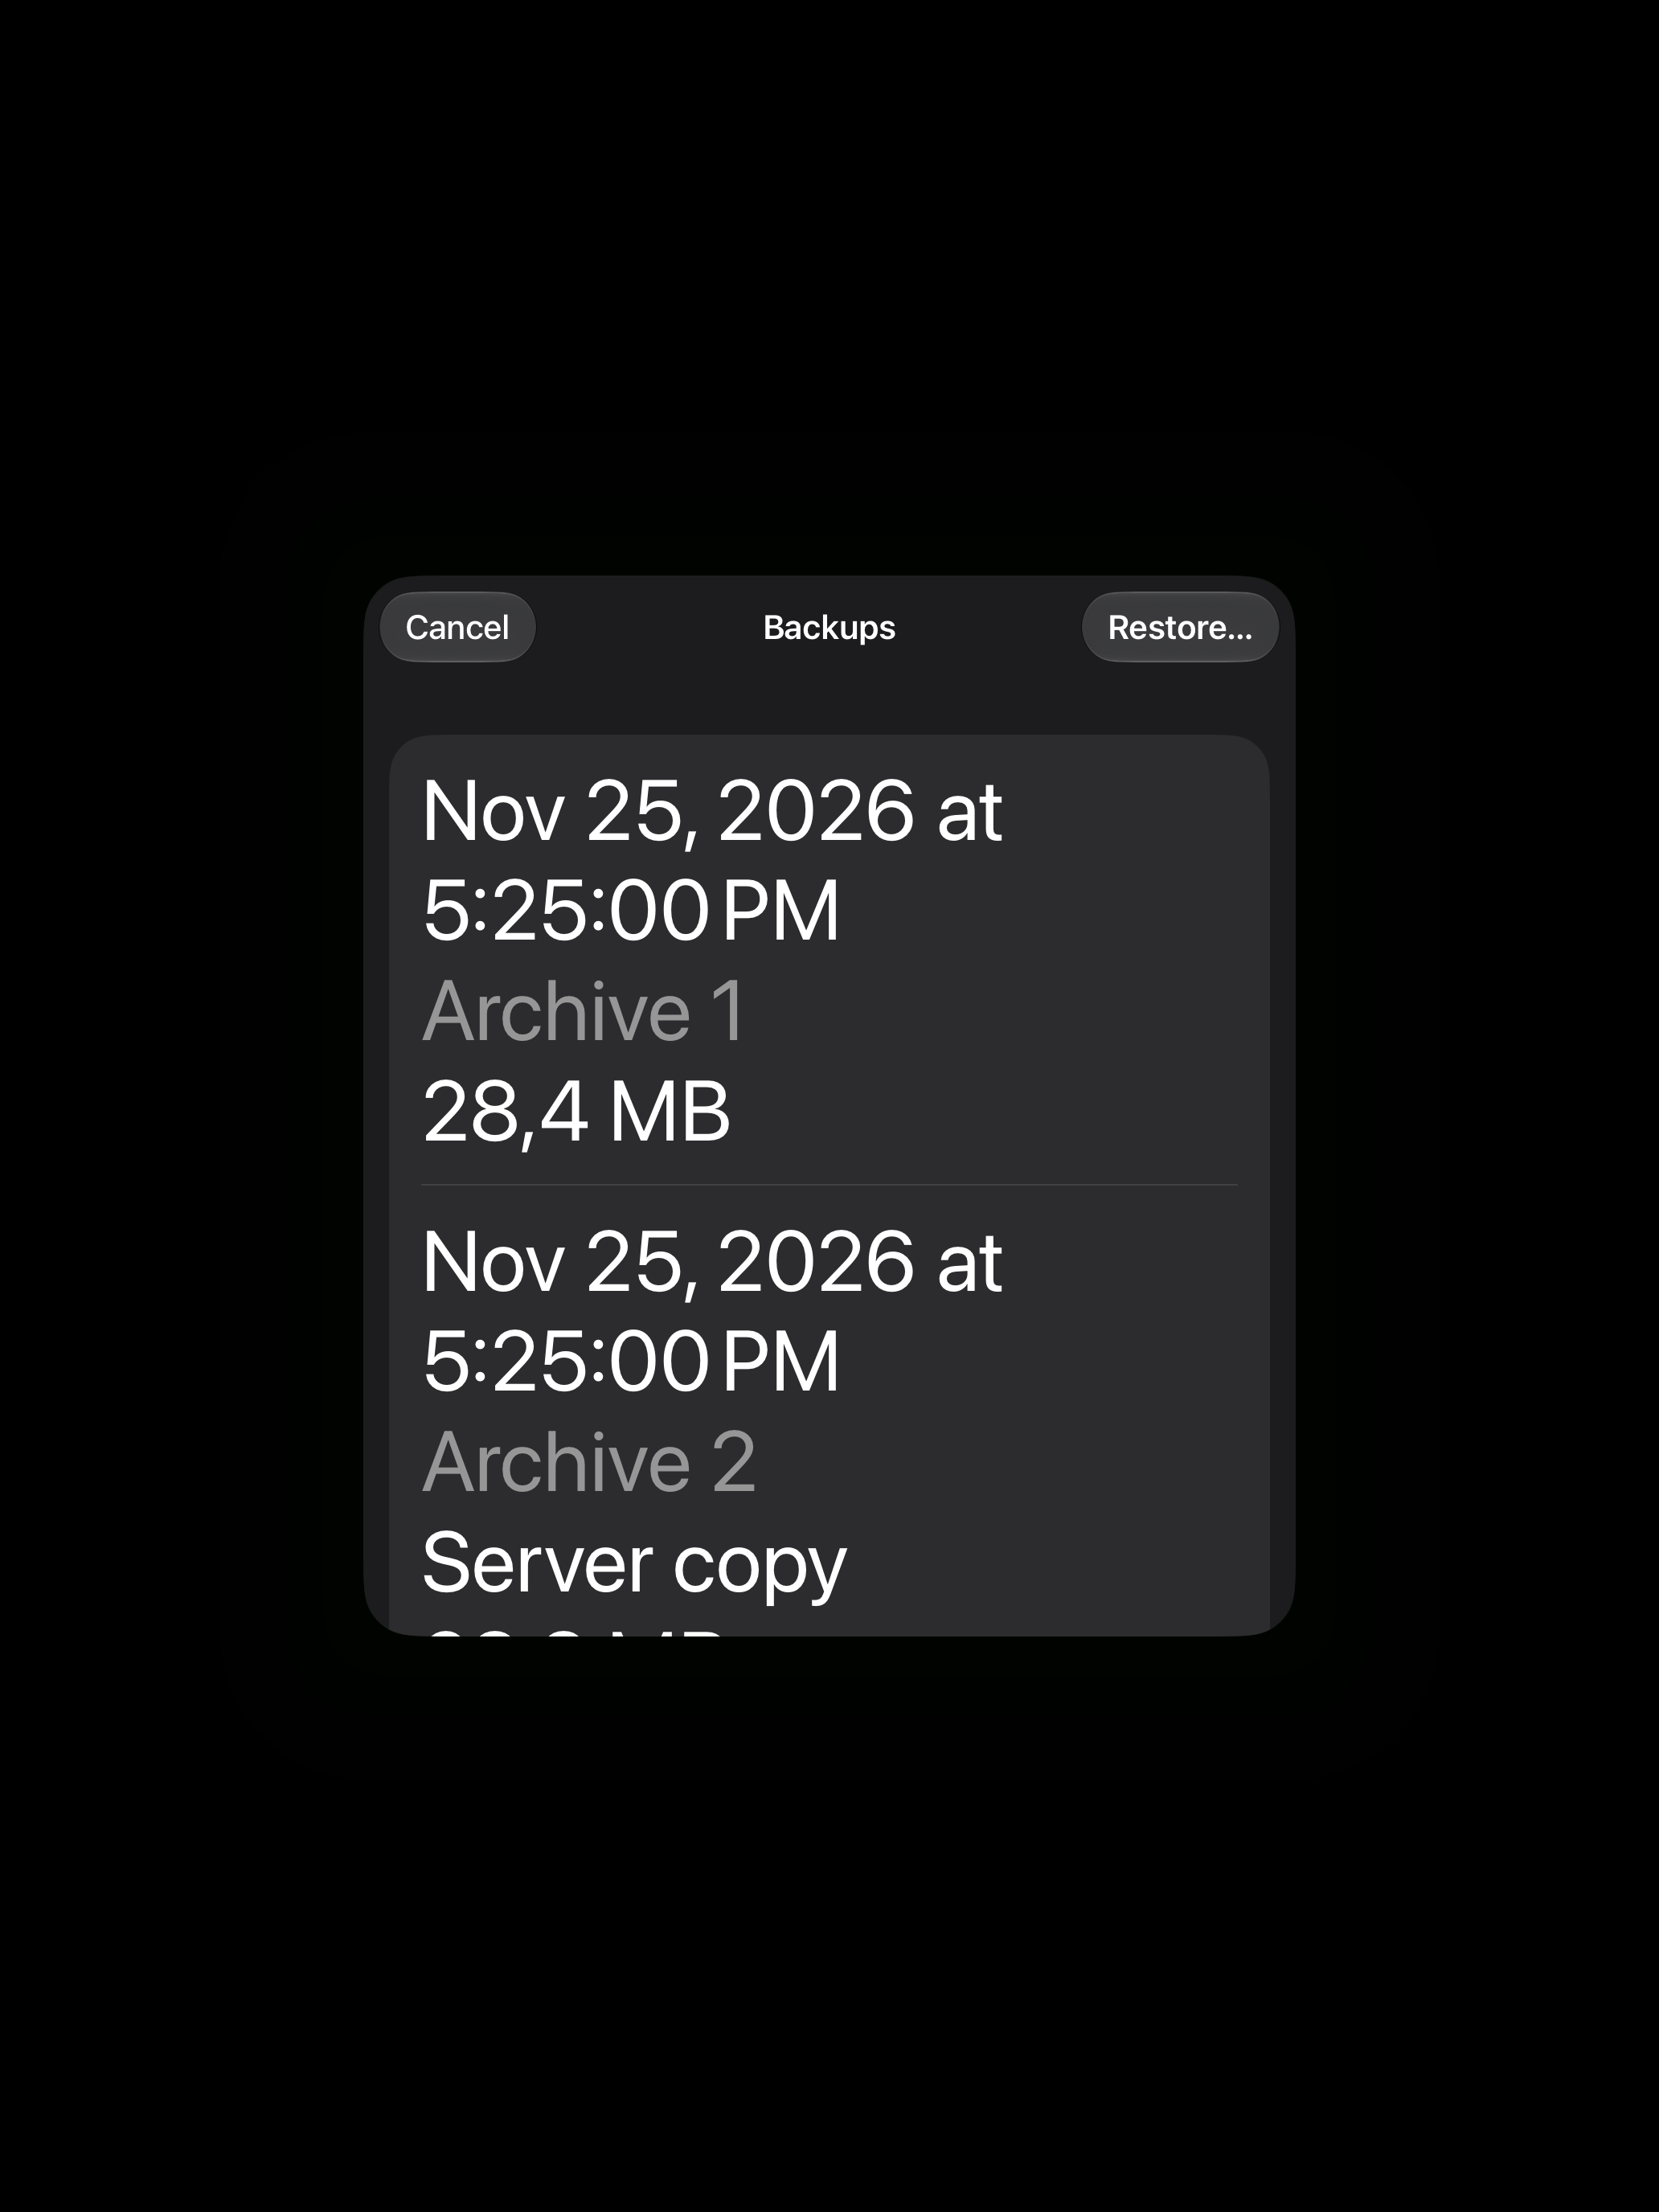 Cancel
Backups
Restore...
Nov 25, 2026 at
5:25:00 PM
Archive 1
28,4 MB
Nov 25, 2026 at
5:25:00 PM
Archive 2
Server copy
MB